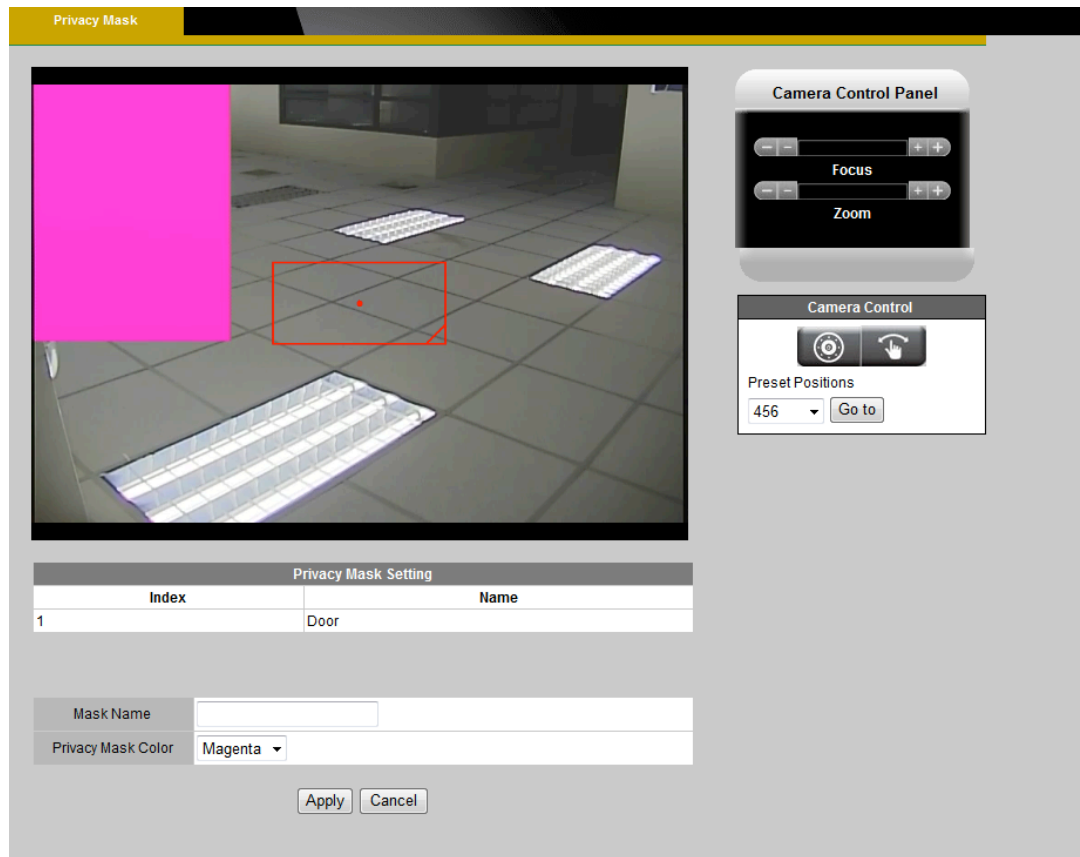 Privacy Mask
Camera Control Panel
Focus
Zoom
Camera Control
Preset Positions
456 Go to
Privacy Mask Setting
Index Name
1 Door
Mask Name
Privacy Mask Color Magenta
Apply Cancel